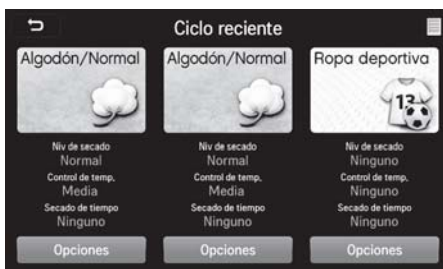 Ciclo reciente
Algodón/Normal
Algodón/Normal
Ropa deportiva
13
Niv de secado
Normal
Control de temp.
Media
Secado de tiempo
Ninguno
Opciones
Niv de secado
Normal
Control de temp.
Media
Secado de tiempo
Ninguno
Opciones
Niv de secado
Ninguno
Control de temp.
Ninguno
Secado de tiempo
Ninguno
Opciones